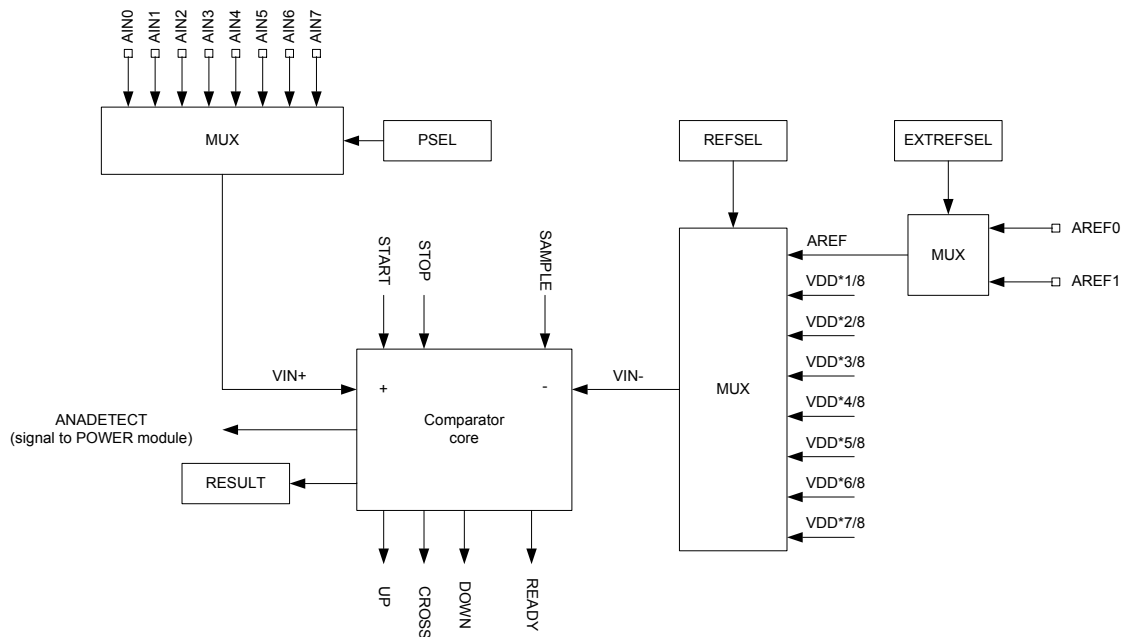 AIN0
AIN1
AIN2
AIN3
AIN4
AIN5
AIN6
AIN7
MUX
PSEL
REFSEL
EXTREFSEL
START
STOP
SAMPLE
AREF
MUX
AREF0
AREF1
VDD*1/8
VDD*2/8
VDD*3/8
VDD*4/8
VDD*5/8
VDD*6/8
VDD*7/8
MUX
VIN+
+
-
VIN-
Comparator
core
ANADETECT
(signal to POWER module)
RESULT
UP
CROSS
DOWN
READY